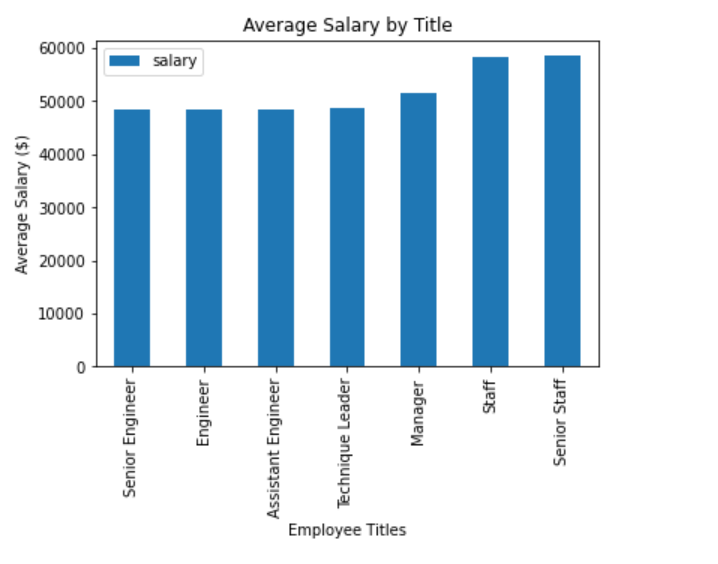 Average Salary by Title
salary
Average Salary ($)
60000
50000
40000
30000
20000
10000
0
Senior Engineer
Engineer
Assistant Engineer
Technique Leader
Manager
Staff
Senior Staff
Employee Titles